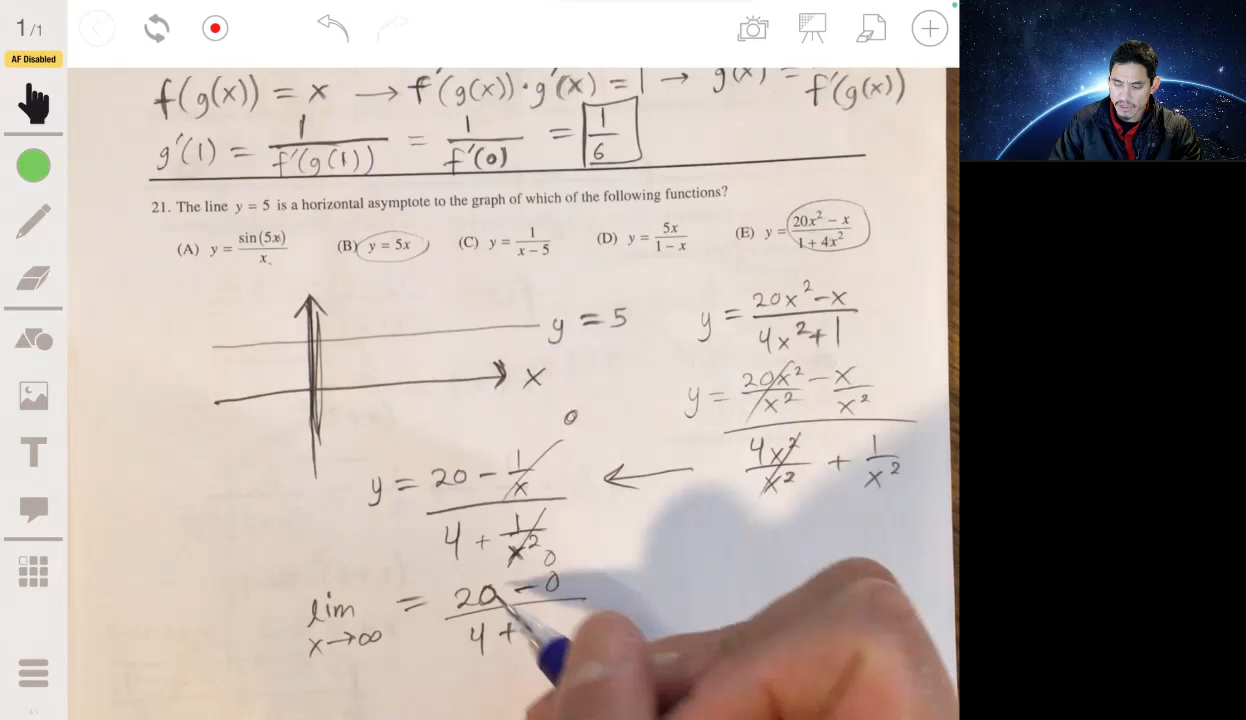 1/1
AF Disabled
T
f(g(x)) = x → f'(g(x))·g'(x) = 1 → g(x) =
f'(g(x))
g'(1) = 1/f'(g(1)) = 1/f'(0) = 1/6
21. The line y = 5 is a horizontal asymptote to the graph of which of the following functions?
(A) y = sin(5x)/x (B) y = 5x (C) y = 1/(x − 5) (D) y = 5x/(1 − x) (E) y = (20x² − x)/(1 + 4x²)
y = 5
x
y = (20x² − x)/(4x² + 1)
y = (20x²/x² − x/x²)/(4x²/x² + 1/x²)
0
y = (20 − 1/x)/(4 + 1/x²) ←
0
lim x→∞ = (20 − 0)/(4 +